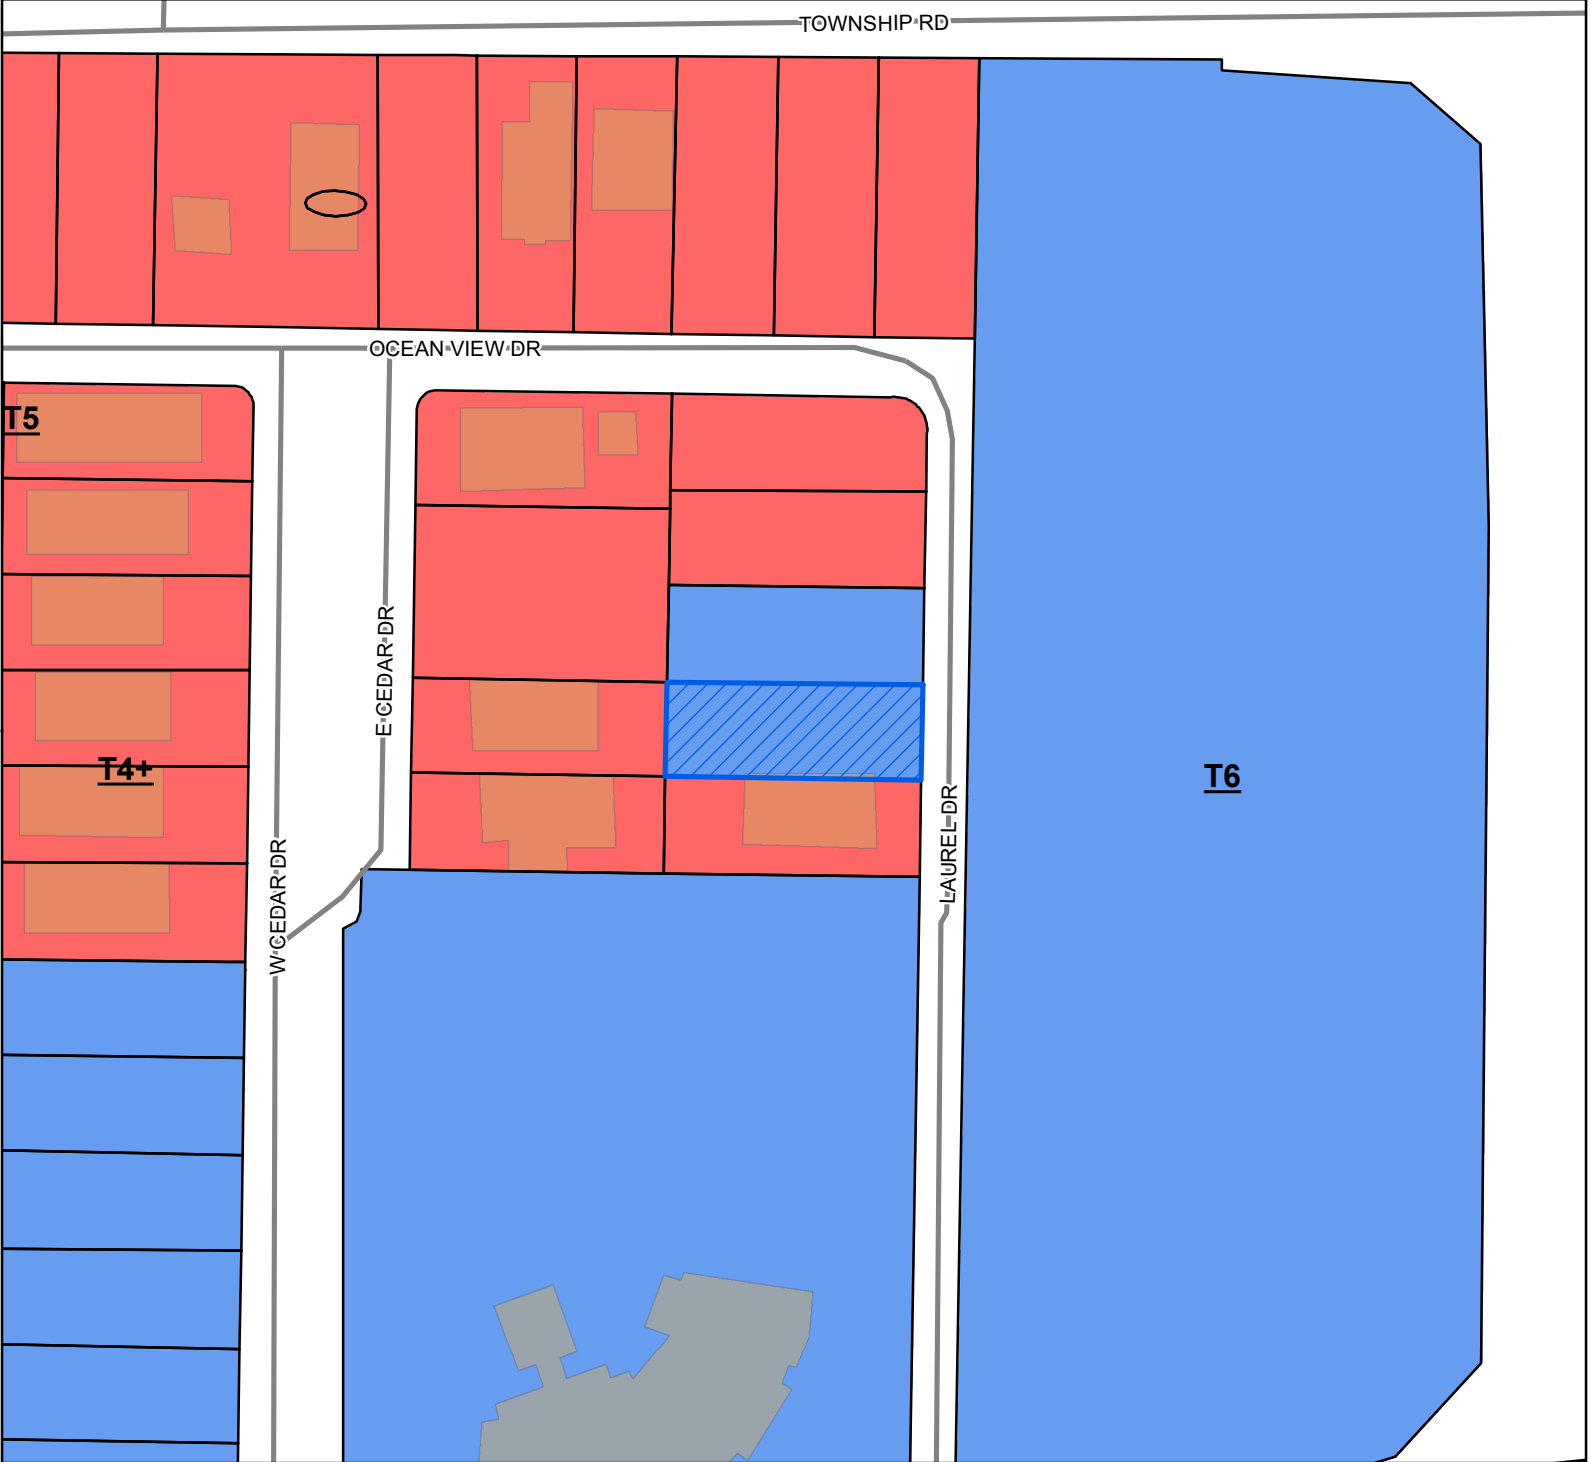 TOWNSHIP RD
OCEAN VIEW DR
T5
E CEDAR DR
T4+
T6
LAUREL DR
W CEDAR DR